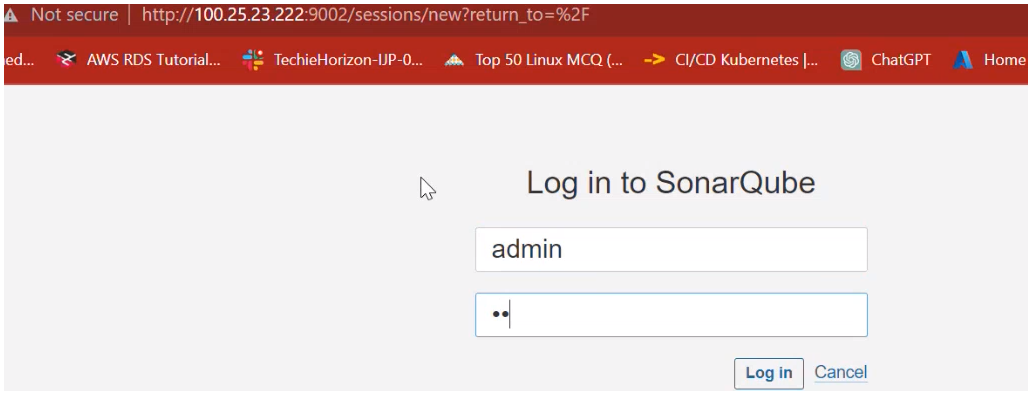 Not secure | http://100.25.23.222:9002/sessions/new?return_to=%2F
ed... AWS RDS Tutorial... TechieHorizon-IJP-0... Top 50 Linux MCQ (... CI/CD Kubernetes |... ChatGPT Home
Log in to SonarQube
admin
••
Log in Cancel